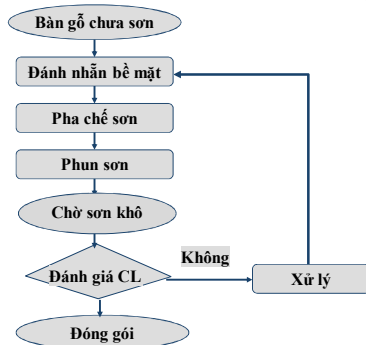 Bàn gỗ chưa sơn
Đánh nhẵn bề mặt
Pha chế sơn
Phun sơn
Chờ sơn khô
Không
Đánh giá CL
Xử lý
Đóng gói